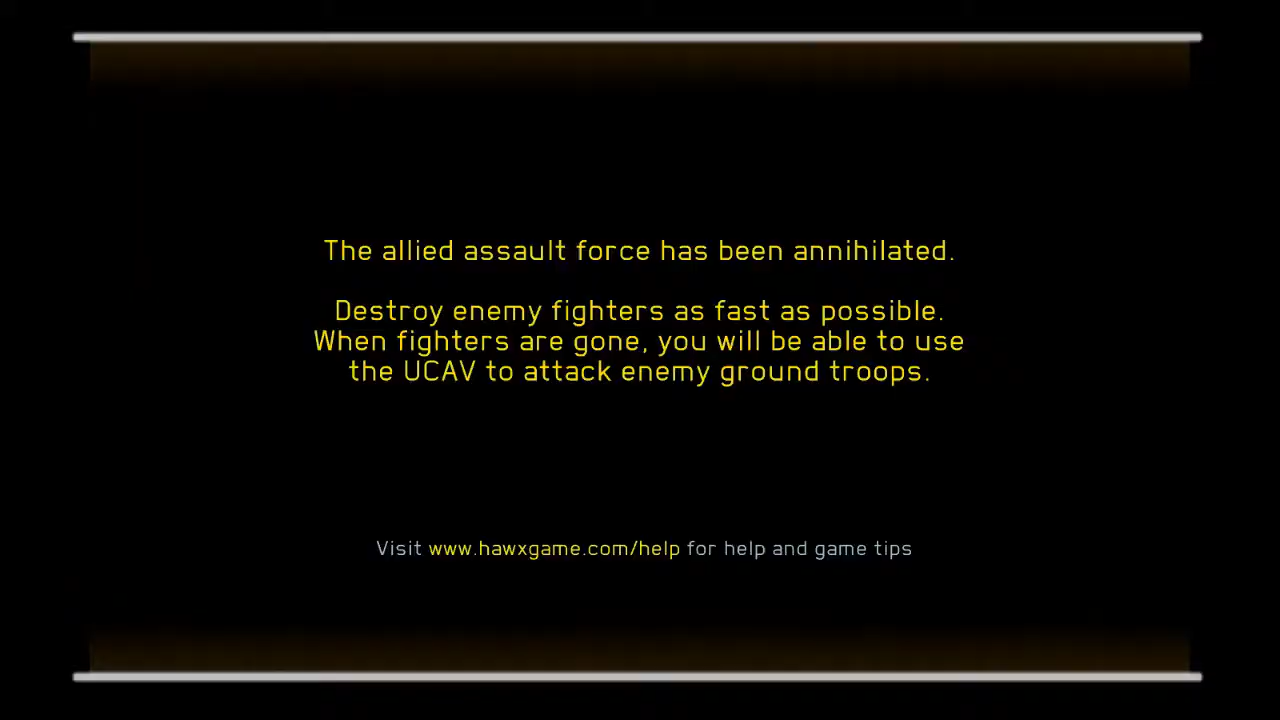 The allied assault force has been annihilated.
Destroy enemy fighters as fast as possible.
When fighters are gone, you will be able to use
the UCAV to attack enemy ground troops.
Visit www.hawxgame.com/help for help and game tips